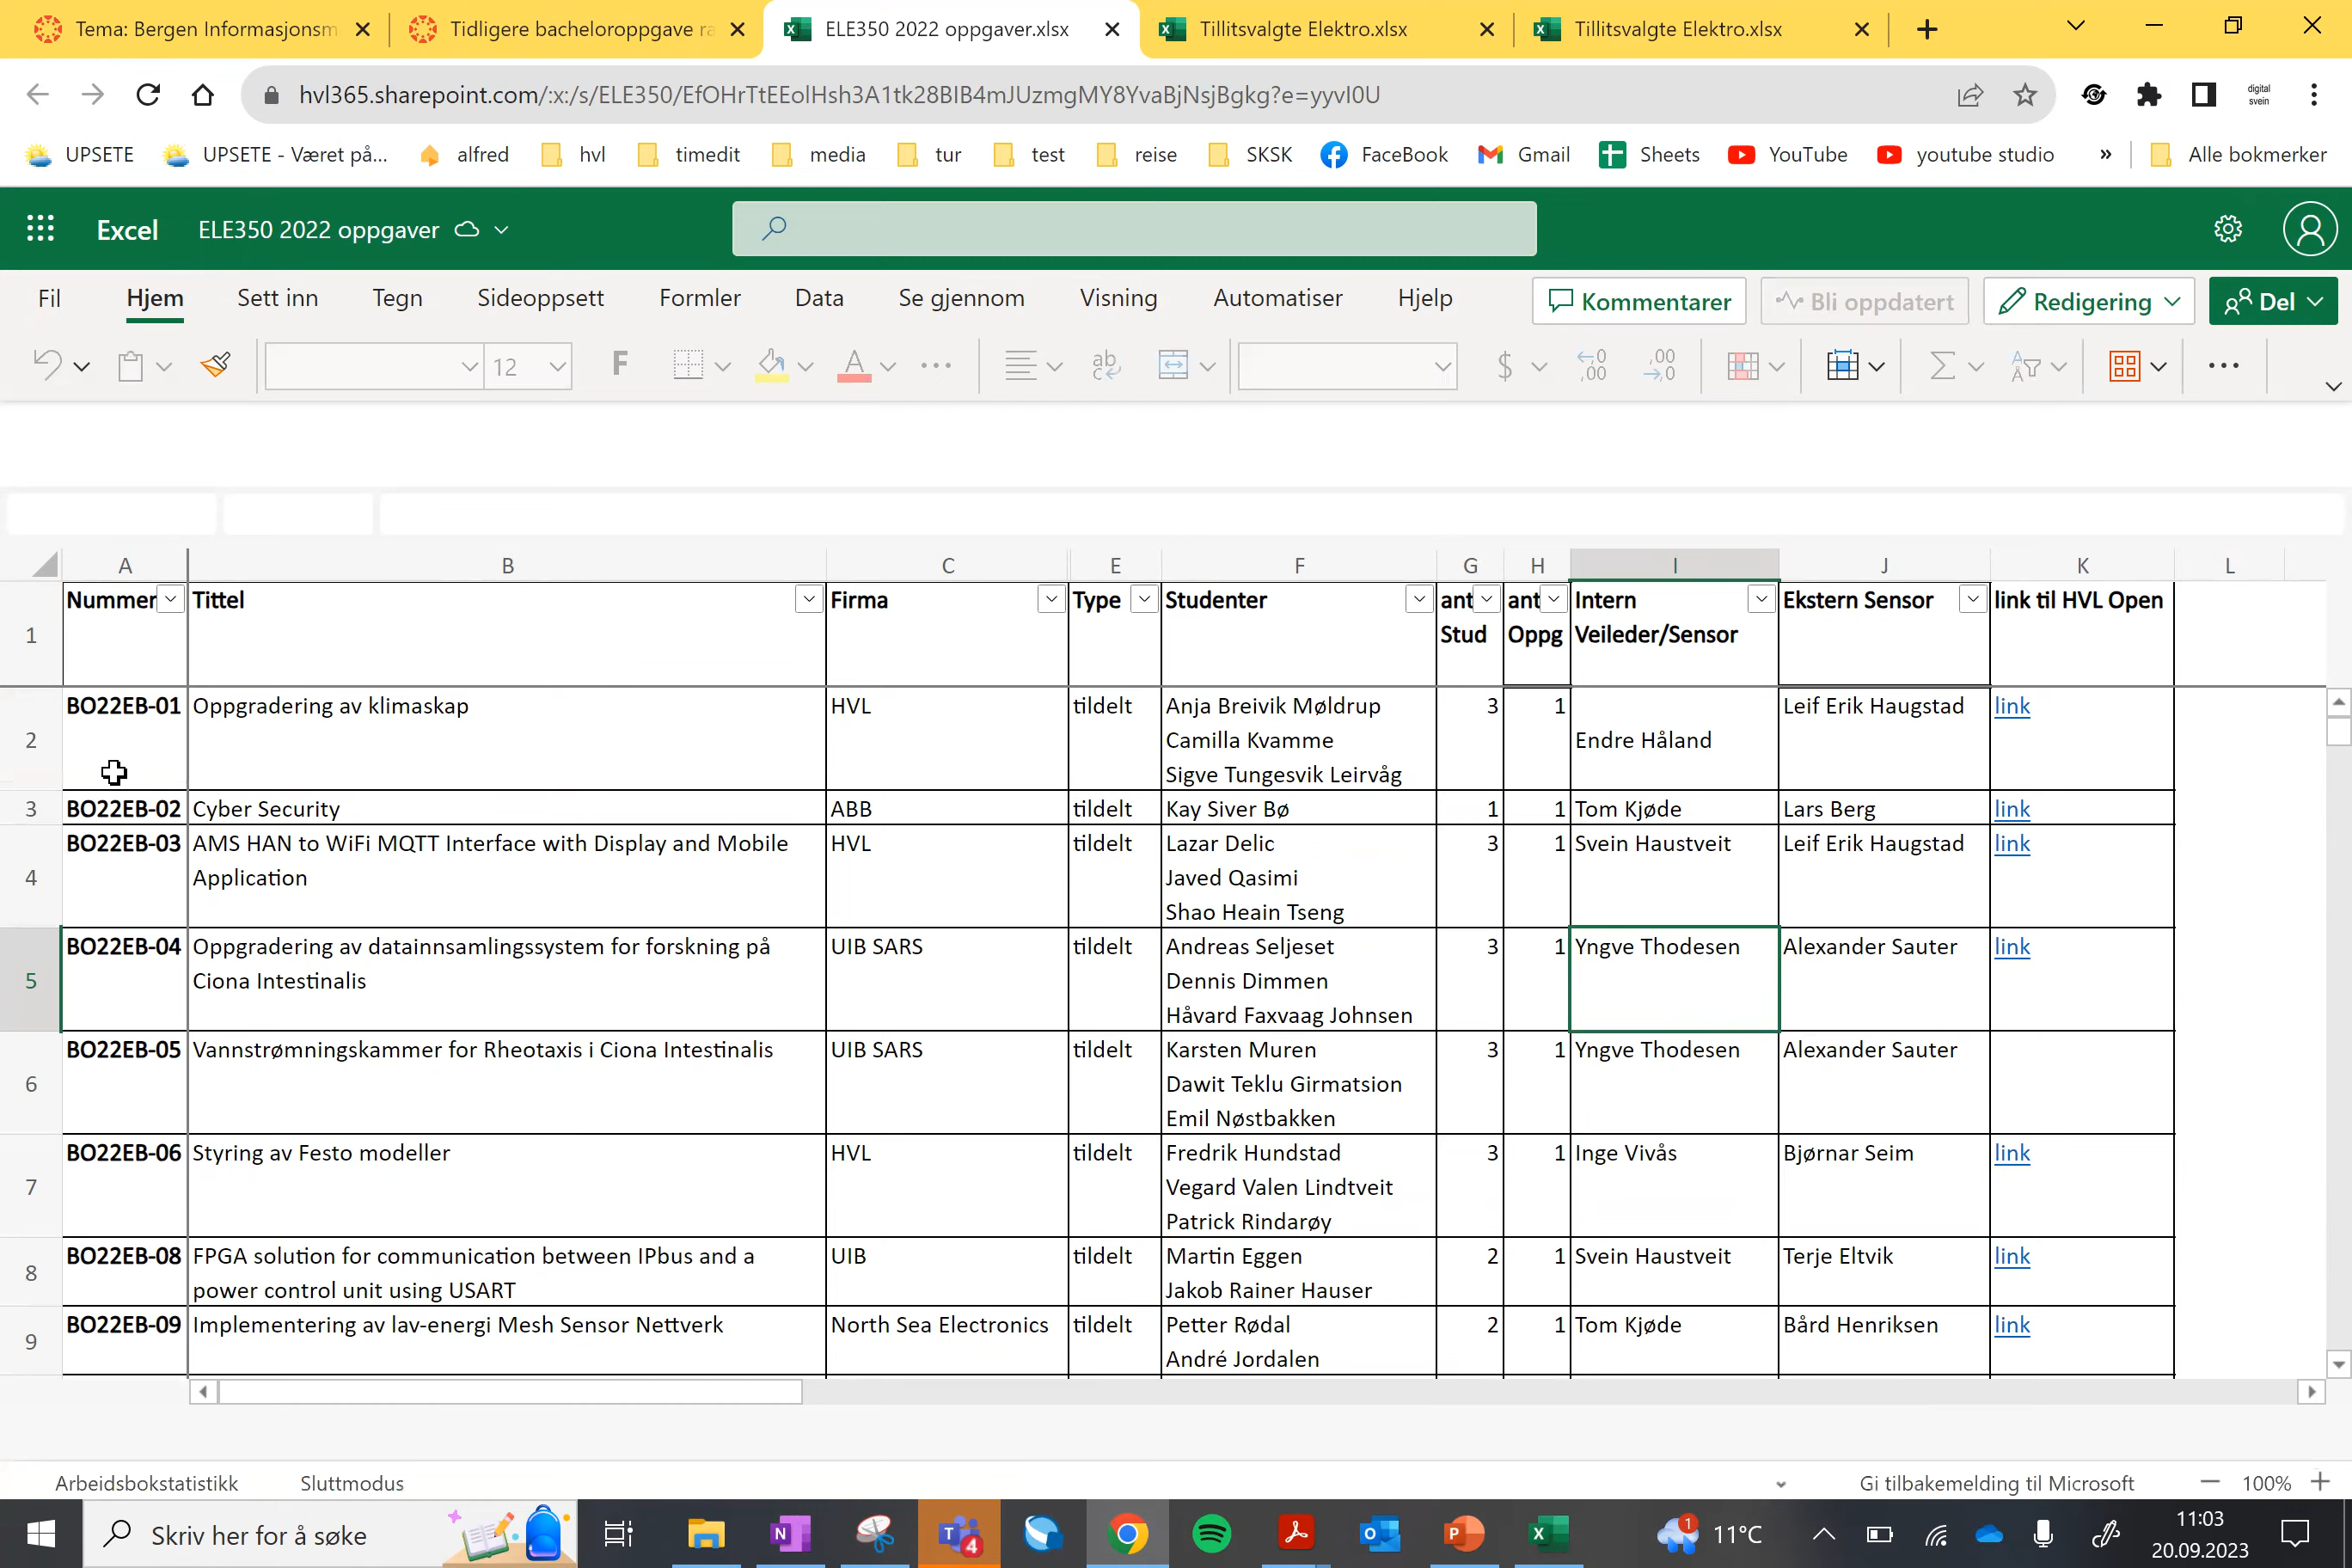 Tema: Bergen Informasjonsm
Tidligere bacheloroppgave ra
ELE350 2022 oppgaver.xlsx
Tillitsvalgte Elektro.xlsx
Tillitsvalgte Elektro.xlsx
hvl365.sharepoint.com/:x:/s/ELE350/EfOHrTtEEolHsh3A1tk28BIB4mJUzmgMY8YvaBjNsjBgkg?e=yyvl0U
digital
svein
UPSETE
UPSETE - Været på...
alfred
hvl
timedit
media
tur
test
reise
SKSK
FaceBook
Gmail
Sheets
YouTube
youtube studio
»
Alle bokmerker
Excel
ELE350 2022 oppgaver
Fil
Hjem
Sett inn
Tegn
Sideoppsett
Formler
Data
Se gjennom
Visning
Automatiser
Hjelp
Kommentarer
Bli oppdatert
Redigering
Del
12
F
A
ab
$
A B C E F G H I J K L
1 Nummer Tittel Firma Type Studenter ant Stud ant Oppg Intern Veileder/Sensor Ekstern Sensor link til HVL Open
2 BO22EB-01 Oppgradering av klimaskap HVL tildelt Anja Breivik Møldrup 3 1 Endre Håland Leif Erik Haugstad link
Camilla Kvamme
Sigve Tungesvik Leirvåg
3 BO22EB-02 Cyber Security ABB tildelt Kay Siver Bø 1 1 Tom Kjøde Lars Berg link
4 BO22EB-03 AMS HAN to WiFi MQTT Interface with Display and Mobile HVL tildelt Lazar Delic 3 1 Svein Haustveit Leif Erik Haugstad link
Application Javed Qasimi
Shao Heain Tseng
5 BO22EB-04 Oppgradering av datainnsamlingssystem for forskning på UIB SARS tildelt Andreas Seljeset 3 1 Yngve Thodesen Alexander Sauter link
Ciona Intestinalis Dennis Dimmen
Håvard Faxvaag Johnsen
6 BO22EB-05 Vannstrømningskammer for Rheotaxis i Ciona Intestinalis UIB SARS tildelt Karsten Muren 3 1 Yngve Thodesen Alexander Sauter
Dawit Teklu Girmatsion
Emil Nøstbakken
7 BO22EB-06 Styring av Festo modeller HVL tildelt Fredrik Hundstad 3 1 Inge Vivås Bjørnar Seim link
Vegard Valen Lindtveit
Patrick Rindarøy
8 BO22EB-08 FPGA solution for communication between IPbus and a UIB tildelt Martin Eggen 2 1 Svein Haustveit Terje Eltvik link
power control unit using USART Jakob Rainer Hauser
9 BO22EB-09 Implementering av lav-energi Mesh Sensor Nettverk North Sea Electronics tildelt Petter Rødal 2 1 Tom Kjøde Bård Henriksen link
André Jordalen
Arbeidsbokstatistikk
Sluttmodus
Gi tilbakemelding til Microsoft
100%
Skriv her for å søke
4
1
11°C
11:03
20.09.2023